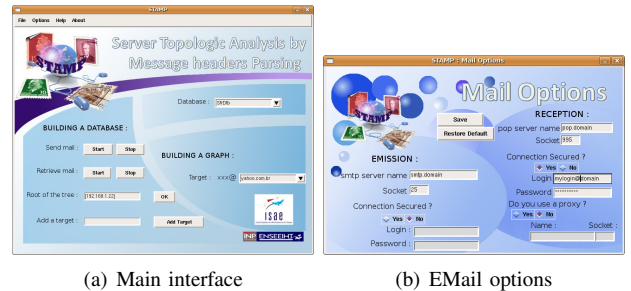 STAMP
File Options Help About
STAMP
Server Topologic Analysis by
Message headers Parsing
Database : StrDb
BUILDING A DATABASE :
Send mail : Start Stop
Retrieve mail : Start Stop
Root of the tree : [192.168.1.22] OK
Add a target : Add Target
BUILDING A GRAPH :
Target : xxx@ yahoo.com.br
isae
INP ENSEEIHT
(a) Main interface
STAMP : Mail Options
STAMP
Mail Options
Save
Restore Default
EMISSION :
smtp server name smtp.domain
Socket 25
Connection Secured ?
Yes No
Login :
Password :
RECEPTION :
pop server name pop.domain
Socket 995
Connection Secured ?
Yes No
Login mylogin@domain
Password **********
Do you use a proxy ?
Yes No
Name : Socket :
(b) EMail options